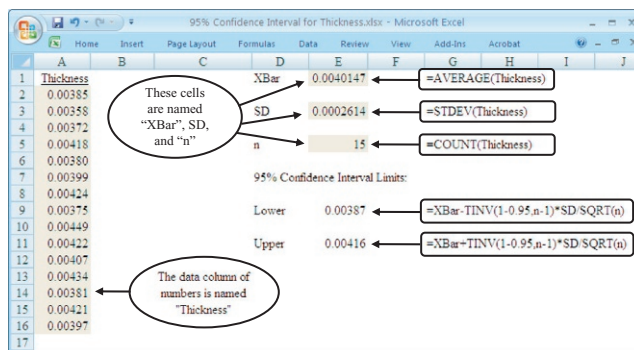 95% Confidence Interval for Thickness.xlsx - Microsoft Excel
Home Insert Page Layout Formulas Data Review View Add-Ins Acrobat
A B C D E F G H I J
1 Thickness XBar 0.0040147 =AVERAGE(Thickness)
2 0.00385
3 0.00358 SD 0.0002614 =STDEV(Thickness)
4 0.00372
5 0.00418 n 15 =COUNT(Thickness)
6 0.00380
7 0.00399 95% Confidence Interval Limits:
8 0.00424
9 0.00375 Lower 0.00387 =XBar-TINV(1-0.95,n-1)*SD/SQRT(n)
10 0.00449
11 0.00422 Upper 0.00416 =XBar+TINV(1-0.95,n-1)*SD/SQRT(n)
12 0.00407
13 0.00434
14 0.00381
15 0.00421
16 0.00397
17
These cells
are named
“XBar”, SD,
and “n”
The data column of
numbers is named
"Thickness"